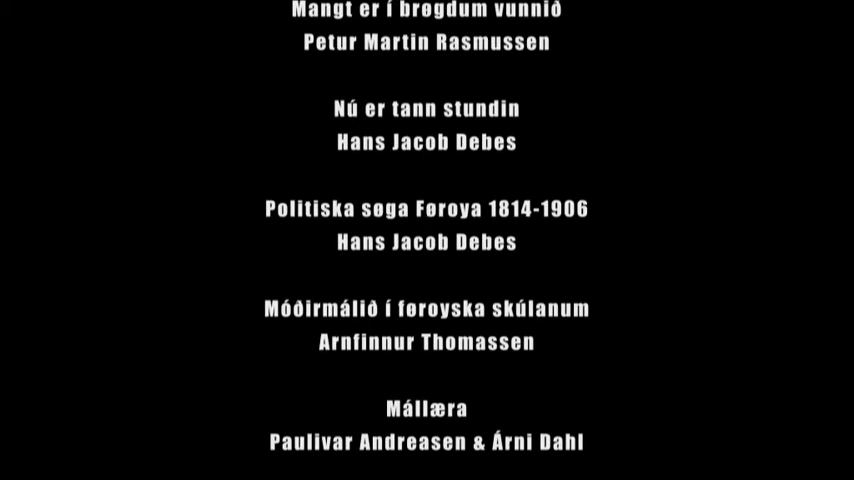 Mangt er í brøgdum vunnið
Petur Martin Rasmussen
Nú er tann stundin
Hans Jacob Debes
Politiska søga Føroya 1814-1906
Hans Jacob Debes
Móðirmálið í føroyska skúlanum
Arnfinnur Thomassen
Mállæra
Paulivar Andreasen & Árni Dahl